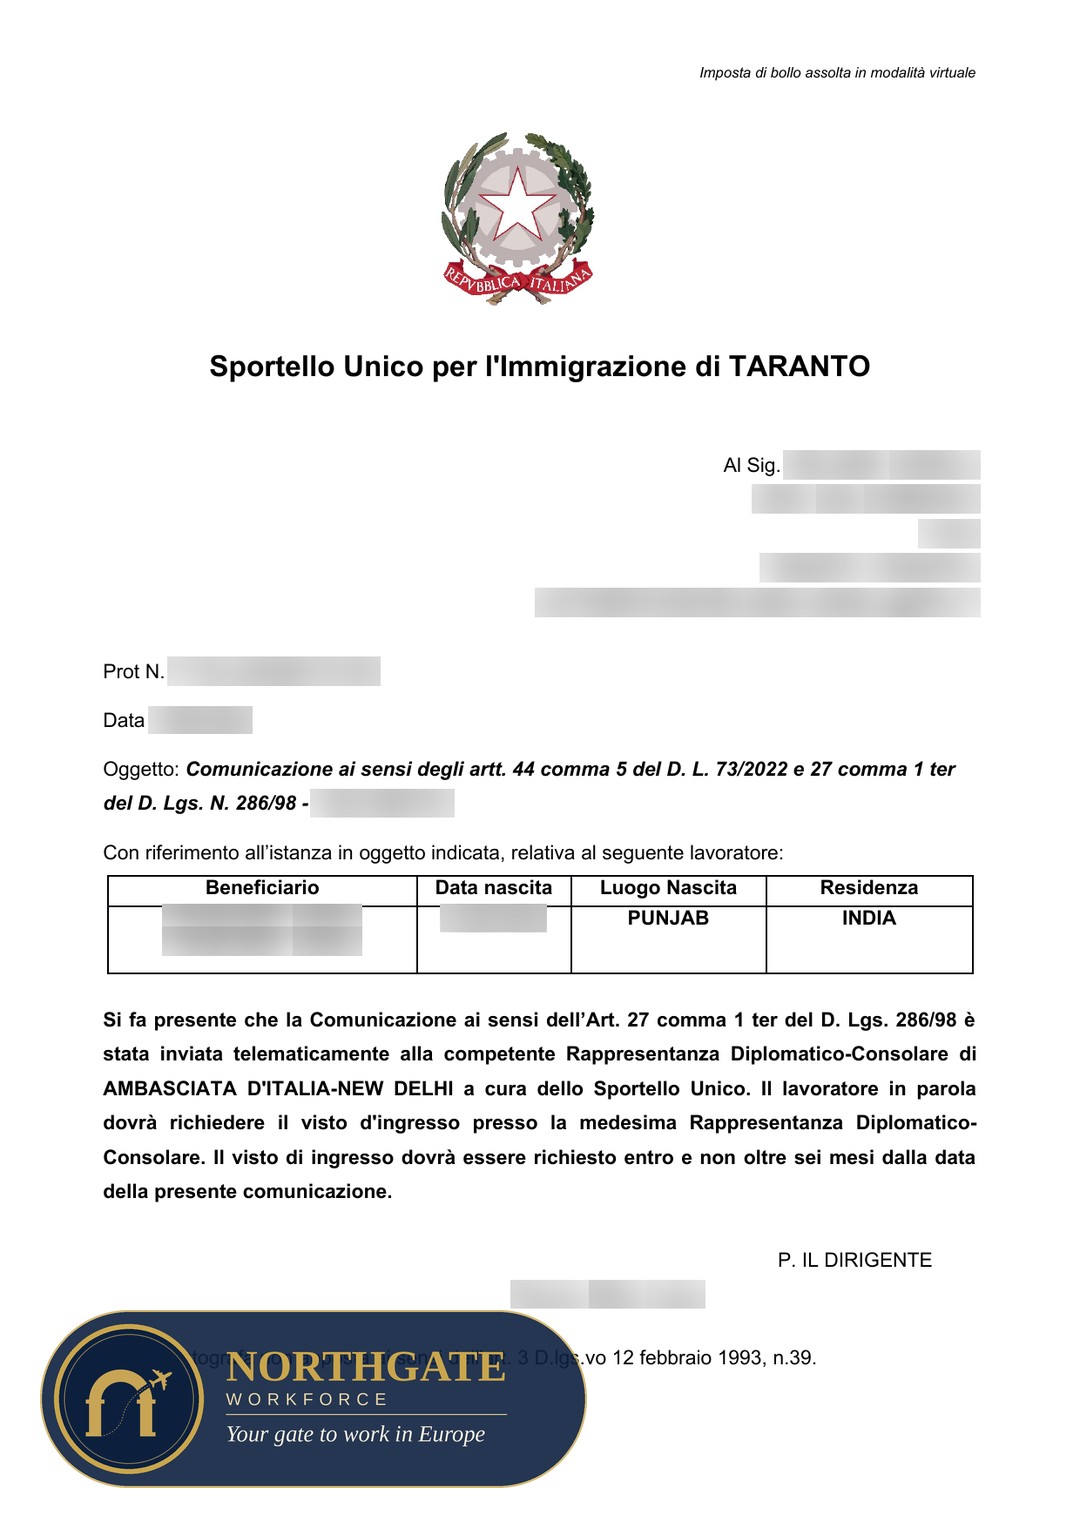 Imposta di bollo assolta in modalità virtuale
REPVBBLICA ITALIANA
Sportello Unico per l'Immigrazione di TARANTO
Al Sig.
Prot N.
Data
Oggetto: Comunicazione ai sensi degli artt. 44 comma 5 del D. L. 73/2022 e 27 comma 1 ter
del D. Lgs. N. 286/98 -
Con riferimento all’istanza in oggetto indicata, relativa al seguente lavoratore:
Beneficiario Data nascita Luogo Nascita Residenza
PUNJAB INDIA
Si fa presente che la Comunicazione ai sensi dell’Art. 27 comma 1 ter del D. Lgs. 286/98 è
stata inviata telematicamente alla competente Rappresentanza Diplomatico-Consolare di
AMBASCIATA D'ITALIA-NEW DELHI a cura dello Sportello Unico. Il lavoratore in parola
dovrà richiedere il visto d'ingresso presso la medesima Rappresentanza Diplomatico-
Consolare. Il visto di ingresso dovrà essere richiesto entro e non oltre sei mesi dalla data
della presente comunicazione.
P. IL DIRIGENTE
3 D.lgs.vo 12 febbraio 1993, n.39.
NORTHGATE
WORKFORCE
Your gate to work in Europe